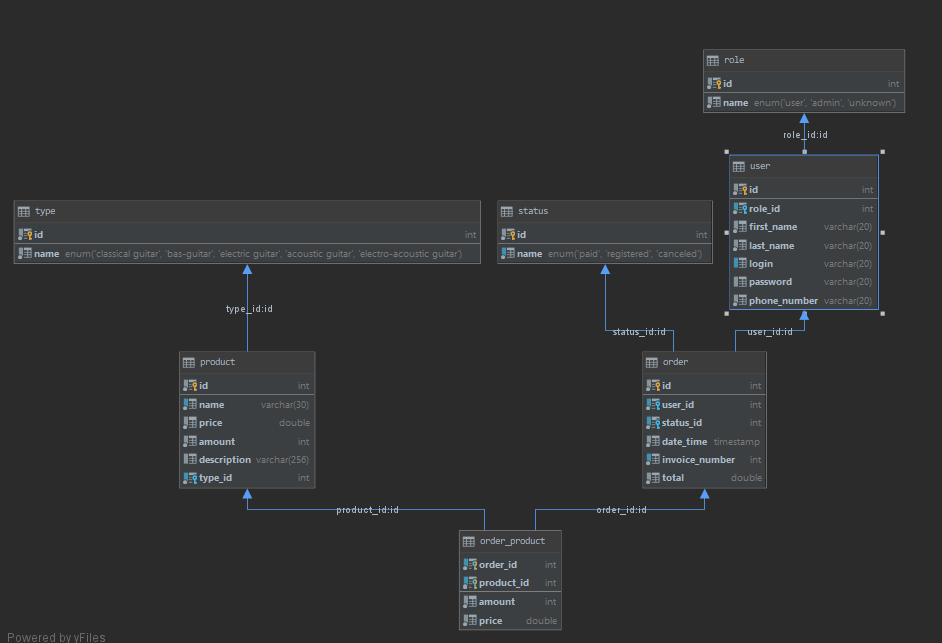 role
id int
name enum('user', 'admin', 'unknown')
role_id:id
user
id int
role_id int
first_name varchar(20)
last_name varchar(20)
login varchar(20)
password varchar(20)
phone_number varchar(20)
type
id int
name enum('classical guitar', 'bas-guitar', 'electric guitar', 'acoustic guitar', 'electro-acoustic guitar')
status
id int
name enum('paid', 'registered', 'canceled')
type_id:id
status_id:id
user_id:id
product
id int
name varchar(30)
price double
amount int
description varchar(256)
type_id int
order
id int
user_id int
status_id int
date_time timestamp
invoice_number int
total double
product_id:id
order_id:id
order_product
order_id int
product_id int
amount int
price double
Powered by yFiles